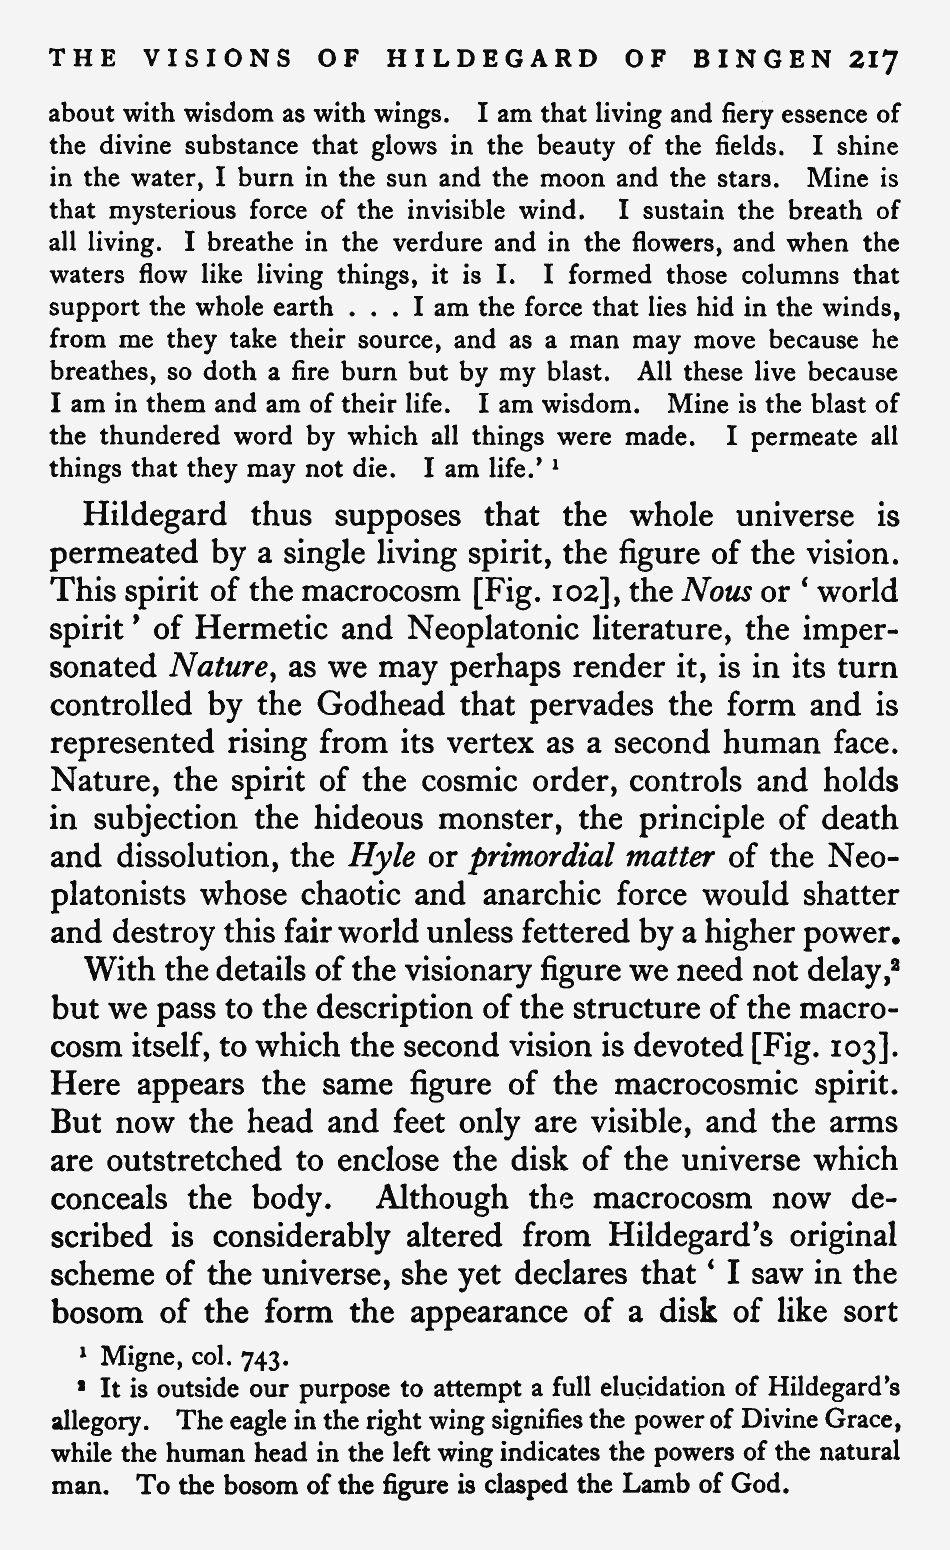 THE VISIONS OF HILDEGARD OF BINGEN 217
about with wisdom as with wings. I am that living and fiery essence of
the divine substance that glows in the beauty of the fields. I shine
in the water, I burn in the sun and the moon and the stars. Mine is
that mysterious force of the invisible wind. I sustain the breath of
all living. I breathe in the verdure and in the flowers, and when the
waters flow like living things, it is I. I formed those columns that
support the whole earth . . . I am the force that lies hid in the winds,
from me they take their source, and as a man may move because he
breathes, so doth a fire burn but by my blast. All these live because
I am in them and am of their life. I am wisdom. Mine is the blast of
the thundered word by which all things were made. I permeate all
things that they may not die. I am life.’ ¹
Hildegard thus supposes that the whole universe is
permeated by a single living spirit, the figure of the vision.
This spirit of the macrocosm [Fig. 102], the Nous or ‘ world
spirit ’ of Hermetic and Neoplatonic literature, the imper-
sonated Nature, as we may perhaps render it, is in its turn
controlled by the Godhead that pervades the form and is
represented rising from its vertex as a second human face.
Nature, the spirit of the cosmic order, controls and holds
in subjection the hideous monster, the principle of death
and dissolution, the Hyle or primordial matter of the Neo-
platonists whose chaotic and anarchic force would shatter
and destroy this fair world unless fettered by a higher power.
With the details of the visionary figure we need not delay,²
but we pass to the description of the structure of the macro-
cosm itself, to which the second vision is devoted [Fig. 103].
Here appears the same figure of the macrocosmic spirit.
But now the head and feet only are visible, and the arms
are outstretched to enclose the disk of the universe which
conceals the body. Although the macrocosm now de-
scribed is considerably altered from Hildegard’s original
scheme of the universe, she yet declares that ‘ I saw in the
bosom of the form the appearance of a disk of like sort
¹ Migne, col. 743.
² It is outside our purpose to attempt a full elucidation of Hildegard’s
allegory. The eagle in the right wing signifies the power of Divine Grace,
while the human head in the left wing indicates the powers of the natural
man. To the bosom of the figure is clasped the Lamb of God.